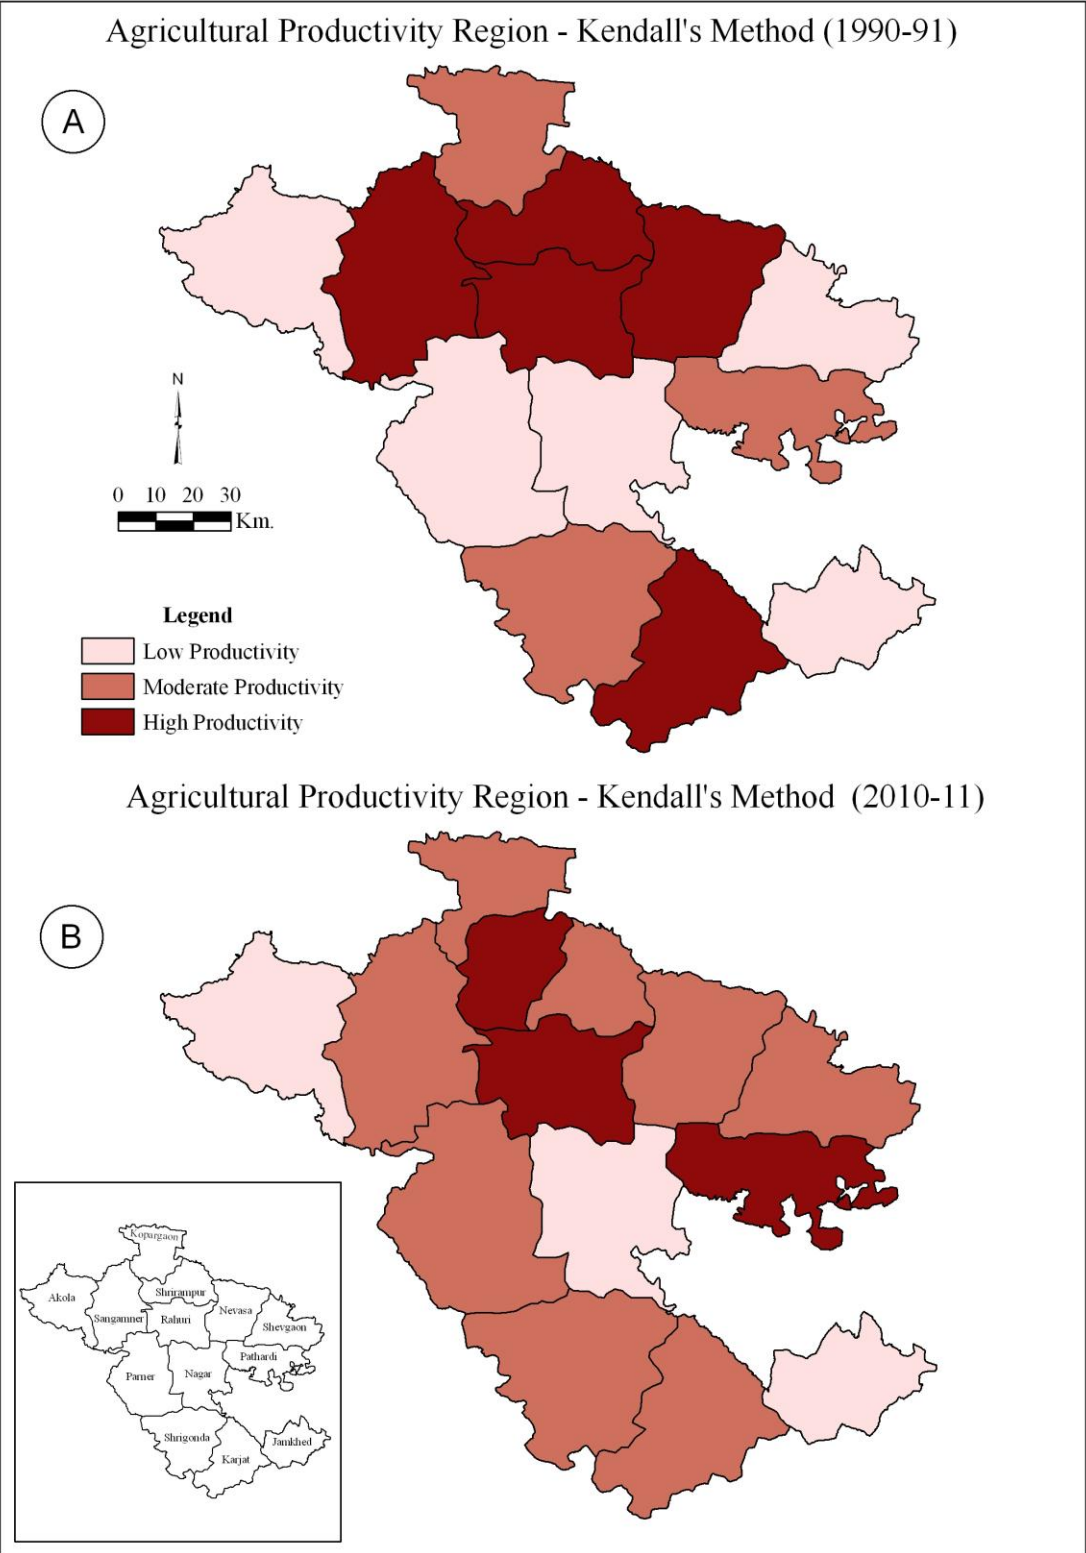 Agricultural Productivity Region - Kendall's Method (1990-91)
A
N
0 10 20 30
Km.
Legend
Low Productivity
Moderate Productivity
High Productivity
Agricultural Productivity Region - Kendall's Method (2010-11)
B
Kopargaon
Akola
Shrirampur
Sangamner
Rahuri
Nevasa
Shevgaon
Pathardi
Parner
Nagar
Shrigonda
Karjat
Jamkhed